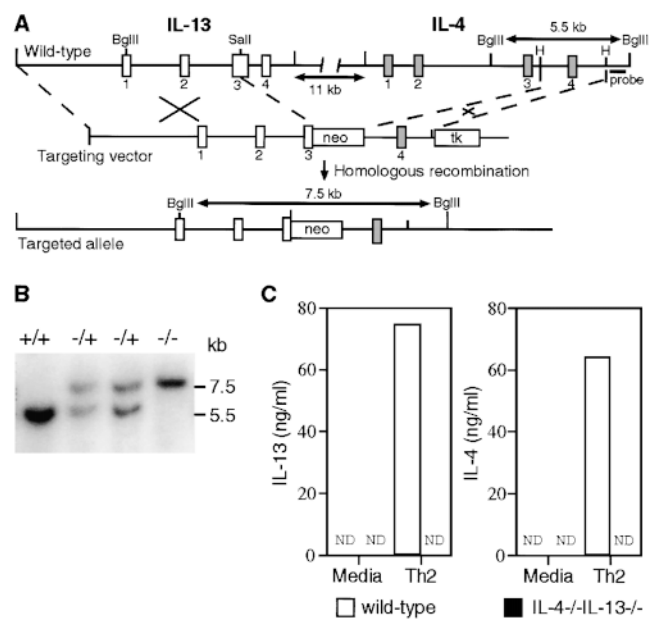 A
IL-13
IL-4
5.5 kb
BglII
SalI
BglII
H
H
BglII
Wild-type
1
2
3
4
11 kb
1
2
3
4
probe
neo
tk
Targeting vector
1
2
3
4
Homologous recombination
7.5 kb
BglII
BglII
neo
Targeted allele
B
+/+
-/+
-/+
-/-
kb
7.5
5.5
C
80
60
40
20
0
IL-13 (ng/ml)
ND
ND
ND
Media
Th2
80
60
40
20
0
IL-4 (ng/ml)
ND
ND
ND
Media
Th2
wild-type
IL-4-/-IL-13-/-